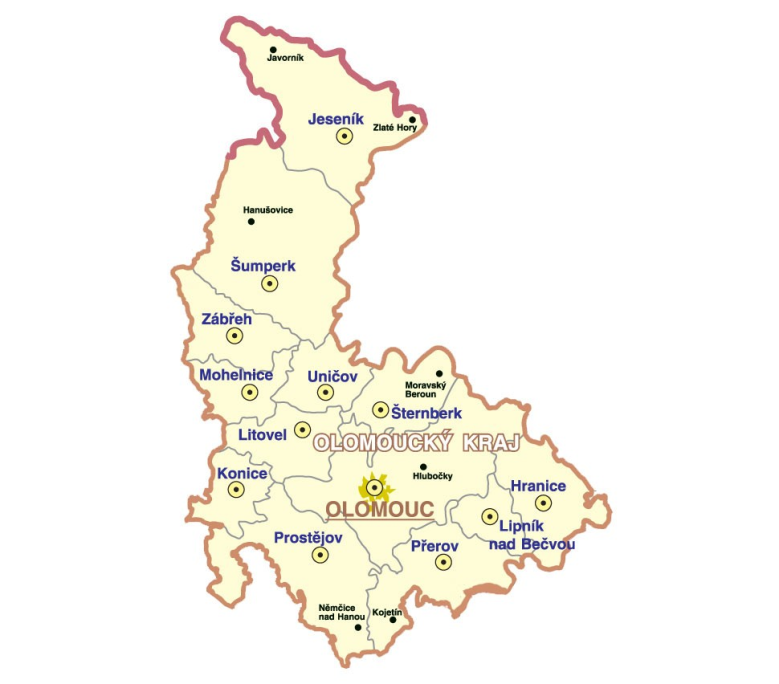 Javorník
Jeseník
Zlaté Hory
Hanušovice
Šumperk
Zábřeh
Mohelnice
Uničov
Moravský
Beroun
Šternberk
Litovel
OLOMOUCKÝ KRAJ
Konice
Hlubočky
Hranice
OLOMOUC
Lipník
nad Bečvou
Prostějov
Přerov
Němčice
nad Hanou
Kojetín